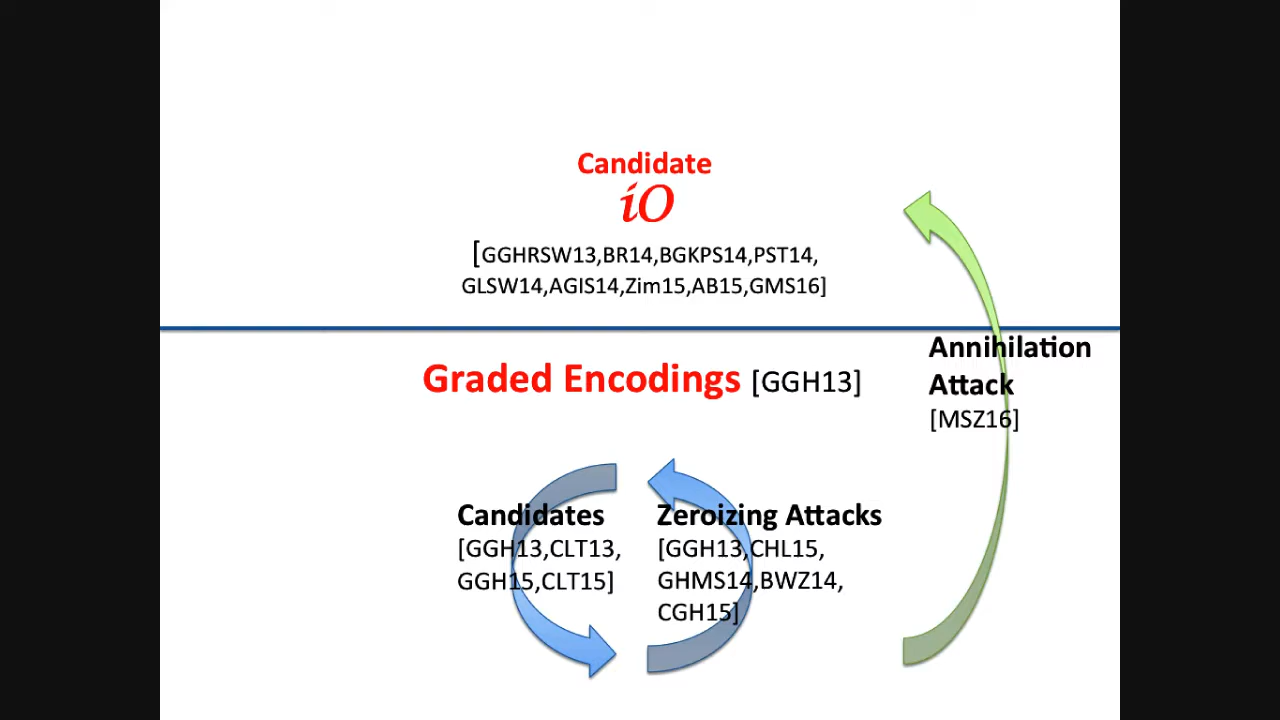 Candidate
iO
[GGHRSW13,BR14,BGKPS14,PST14,
GLSW14,AGIS14,Zim15,AB15,GMS16]
Graded Encodings [GGH13]
Annihilation
Attack
[MSZ16]
Candidates
[GGH13,CLT13,
GGH15,CLT15]
Zeroizing Attacks
[GGH13,CHL15,
GHMS14,BWZ14,
CGH15]